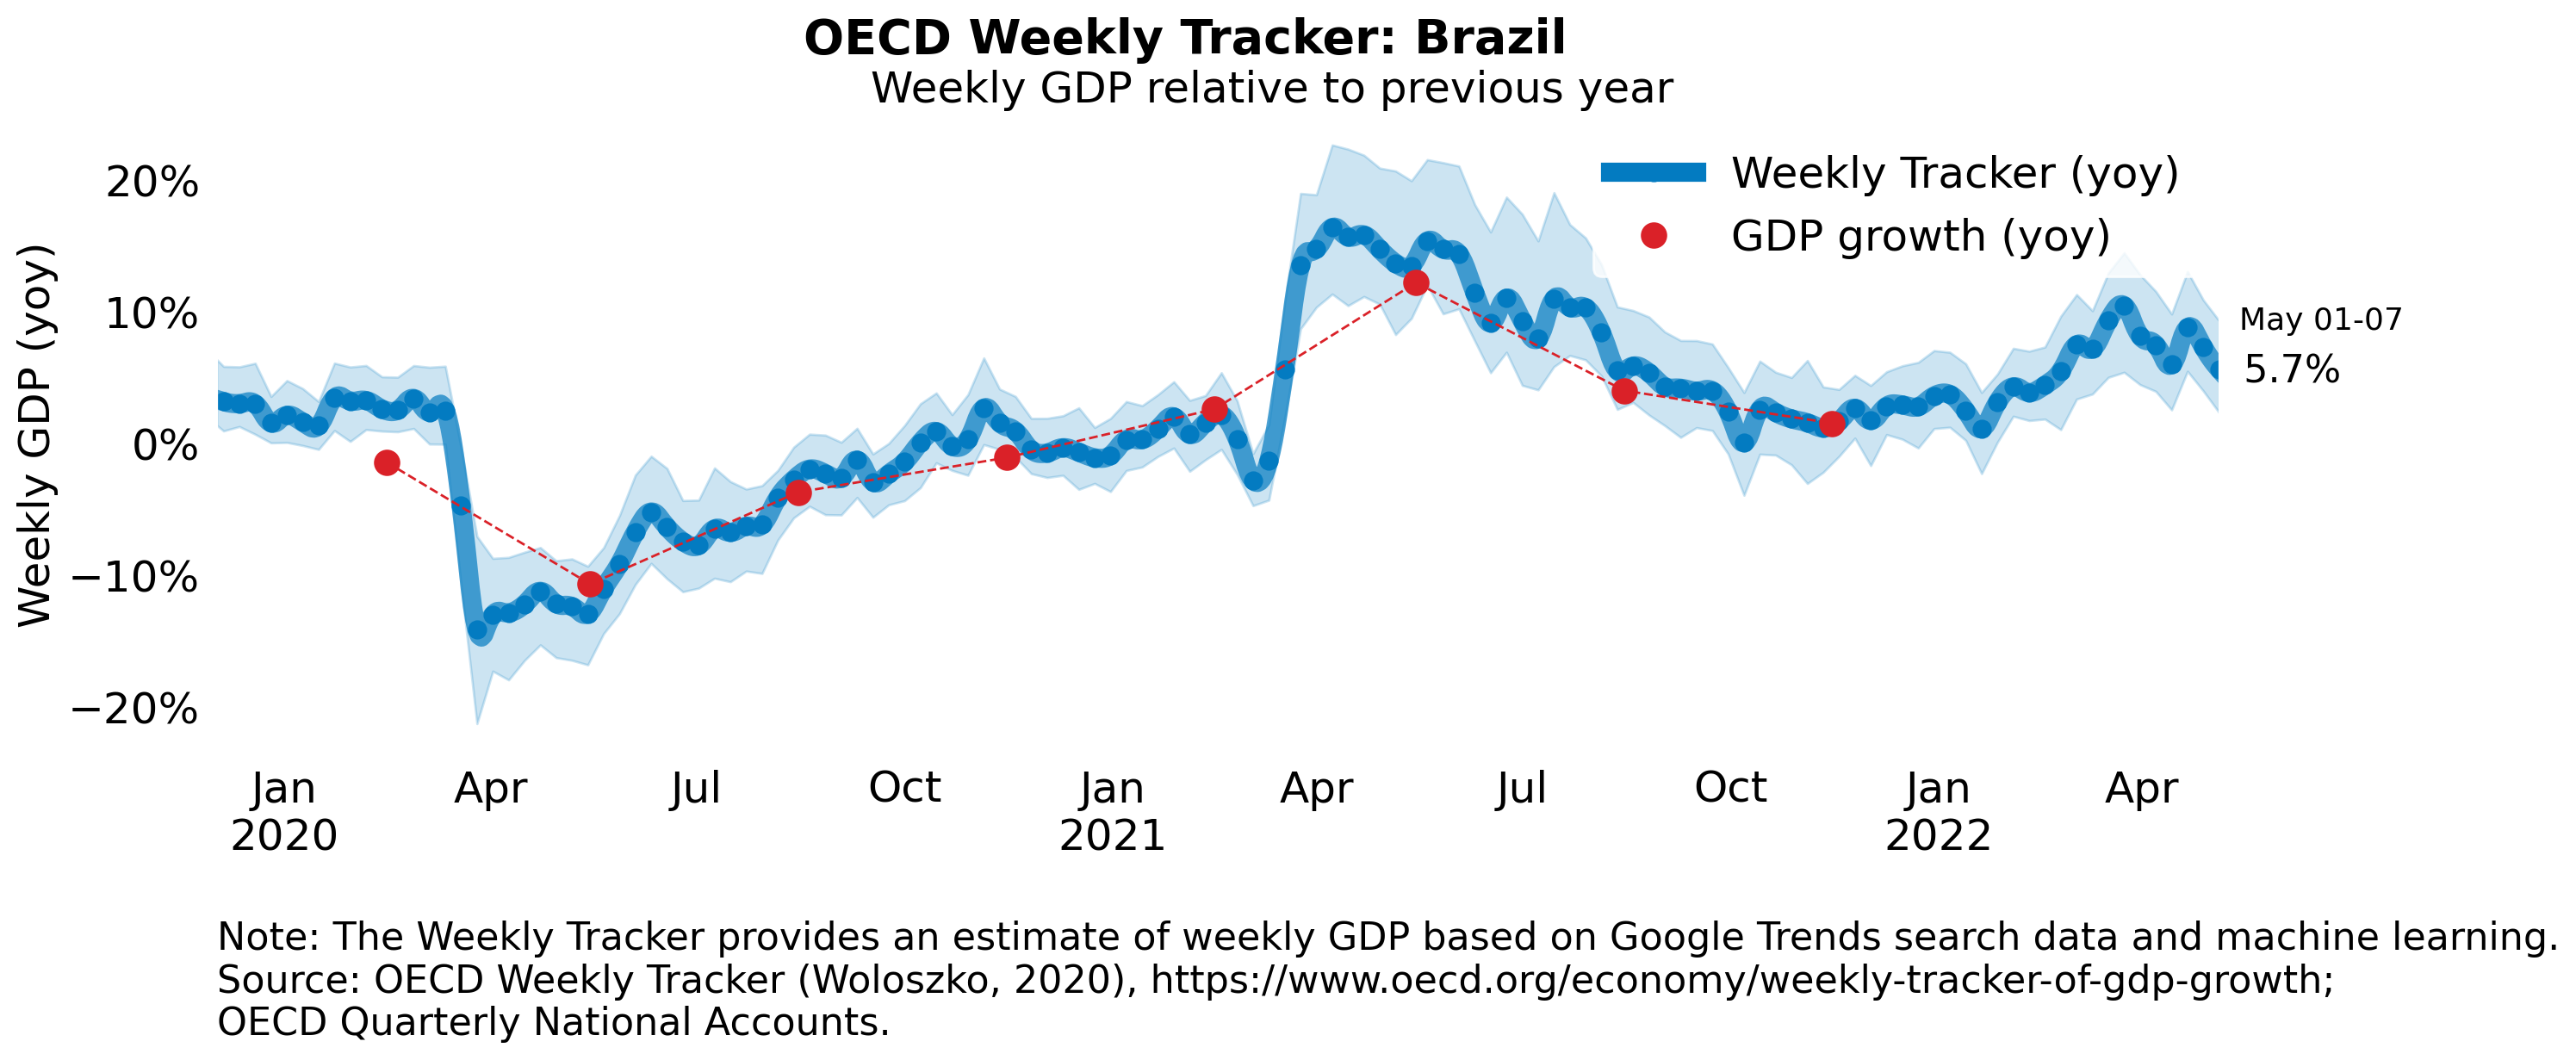 OECD Weekly Tracker: Brazil
Weekly GDP relative to previous year
Weekly GDP (yoy)
20%
10%
0%
−10%
−20%
Weekly Tracker (yoy)
GDP growth (yoy)
May 01-07
5.7%
Jan Apr Jul Oct Jan Apr Jul Oct Jan Apr
2020 2021 2022
Note: The Weekly Tracker provides an estimate of weekly GDP based on Google Trends search data and machine learning.
Source: OECD Weekly Tracker (Woloszko, 2020), https://www.oecd.org/economy/weekly-tracker-of-gdp-growth;
OECD Quarterly National Accounts.